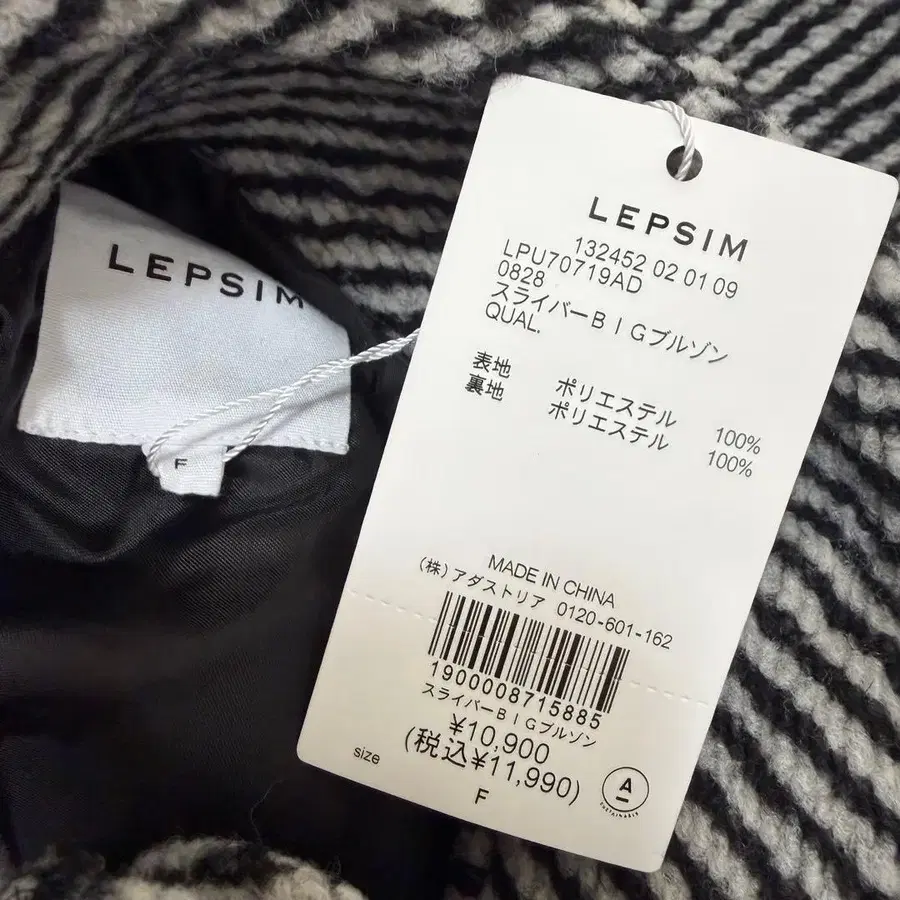 LEPSIM
F
LEPSIM
132452 02 01 09
LPU70719AD
0828
スライバーBIGブルゾン
QUAL.
表地 ポリエステル 100%
裏地 ポリエステル 100%
MADE IN CHINA
(株)アダストリア 0120-601-162
1900008715885
スライバーBIGブルゾン
¥10,900
(税込¥11,990)
size F
A
SUSTAINABLE